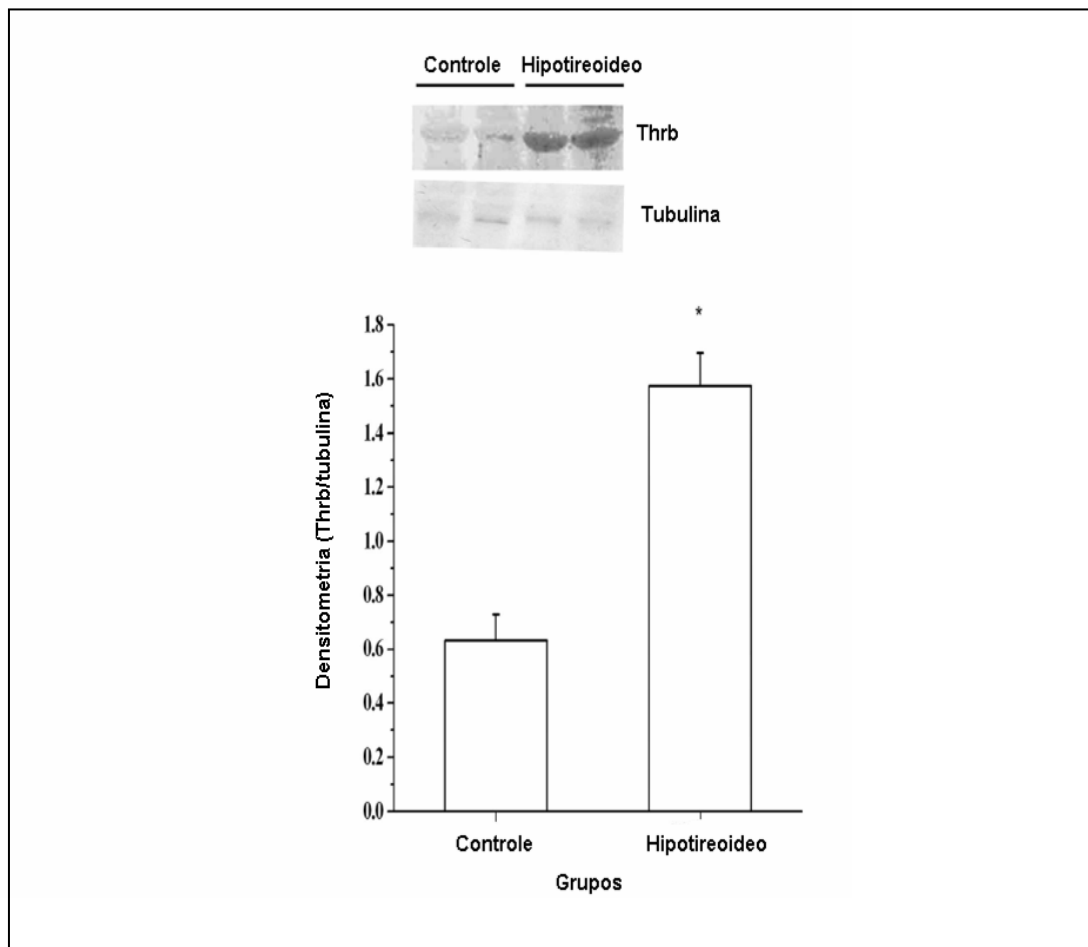 Controle Hipotireoideo
Thrb
Tubulina
*
1.8
1.6
1.4
1.2
1.0
0.8
0.6
0.4
0.2
0.0
Densitometria (Thrb/tubulina)
Controle Hipotireoideo
Grupos